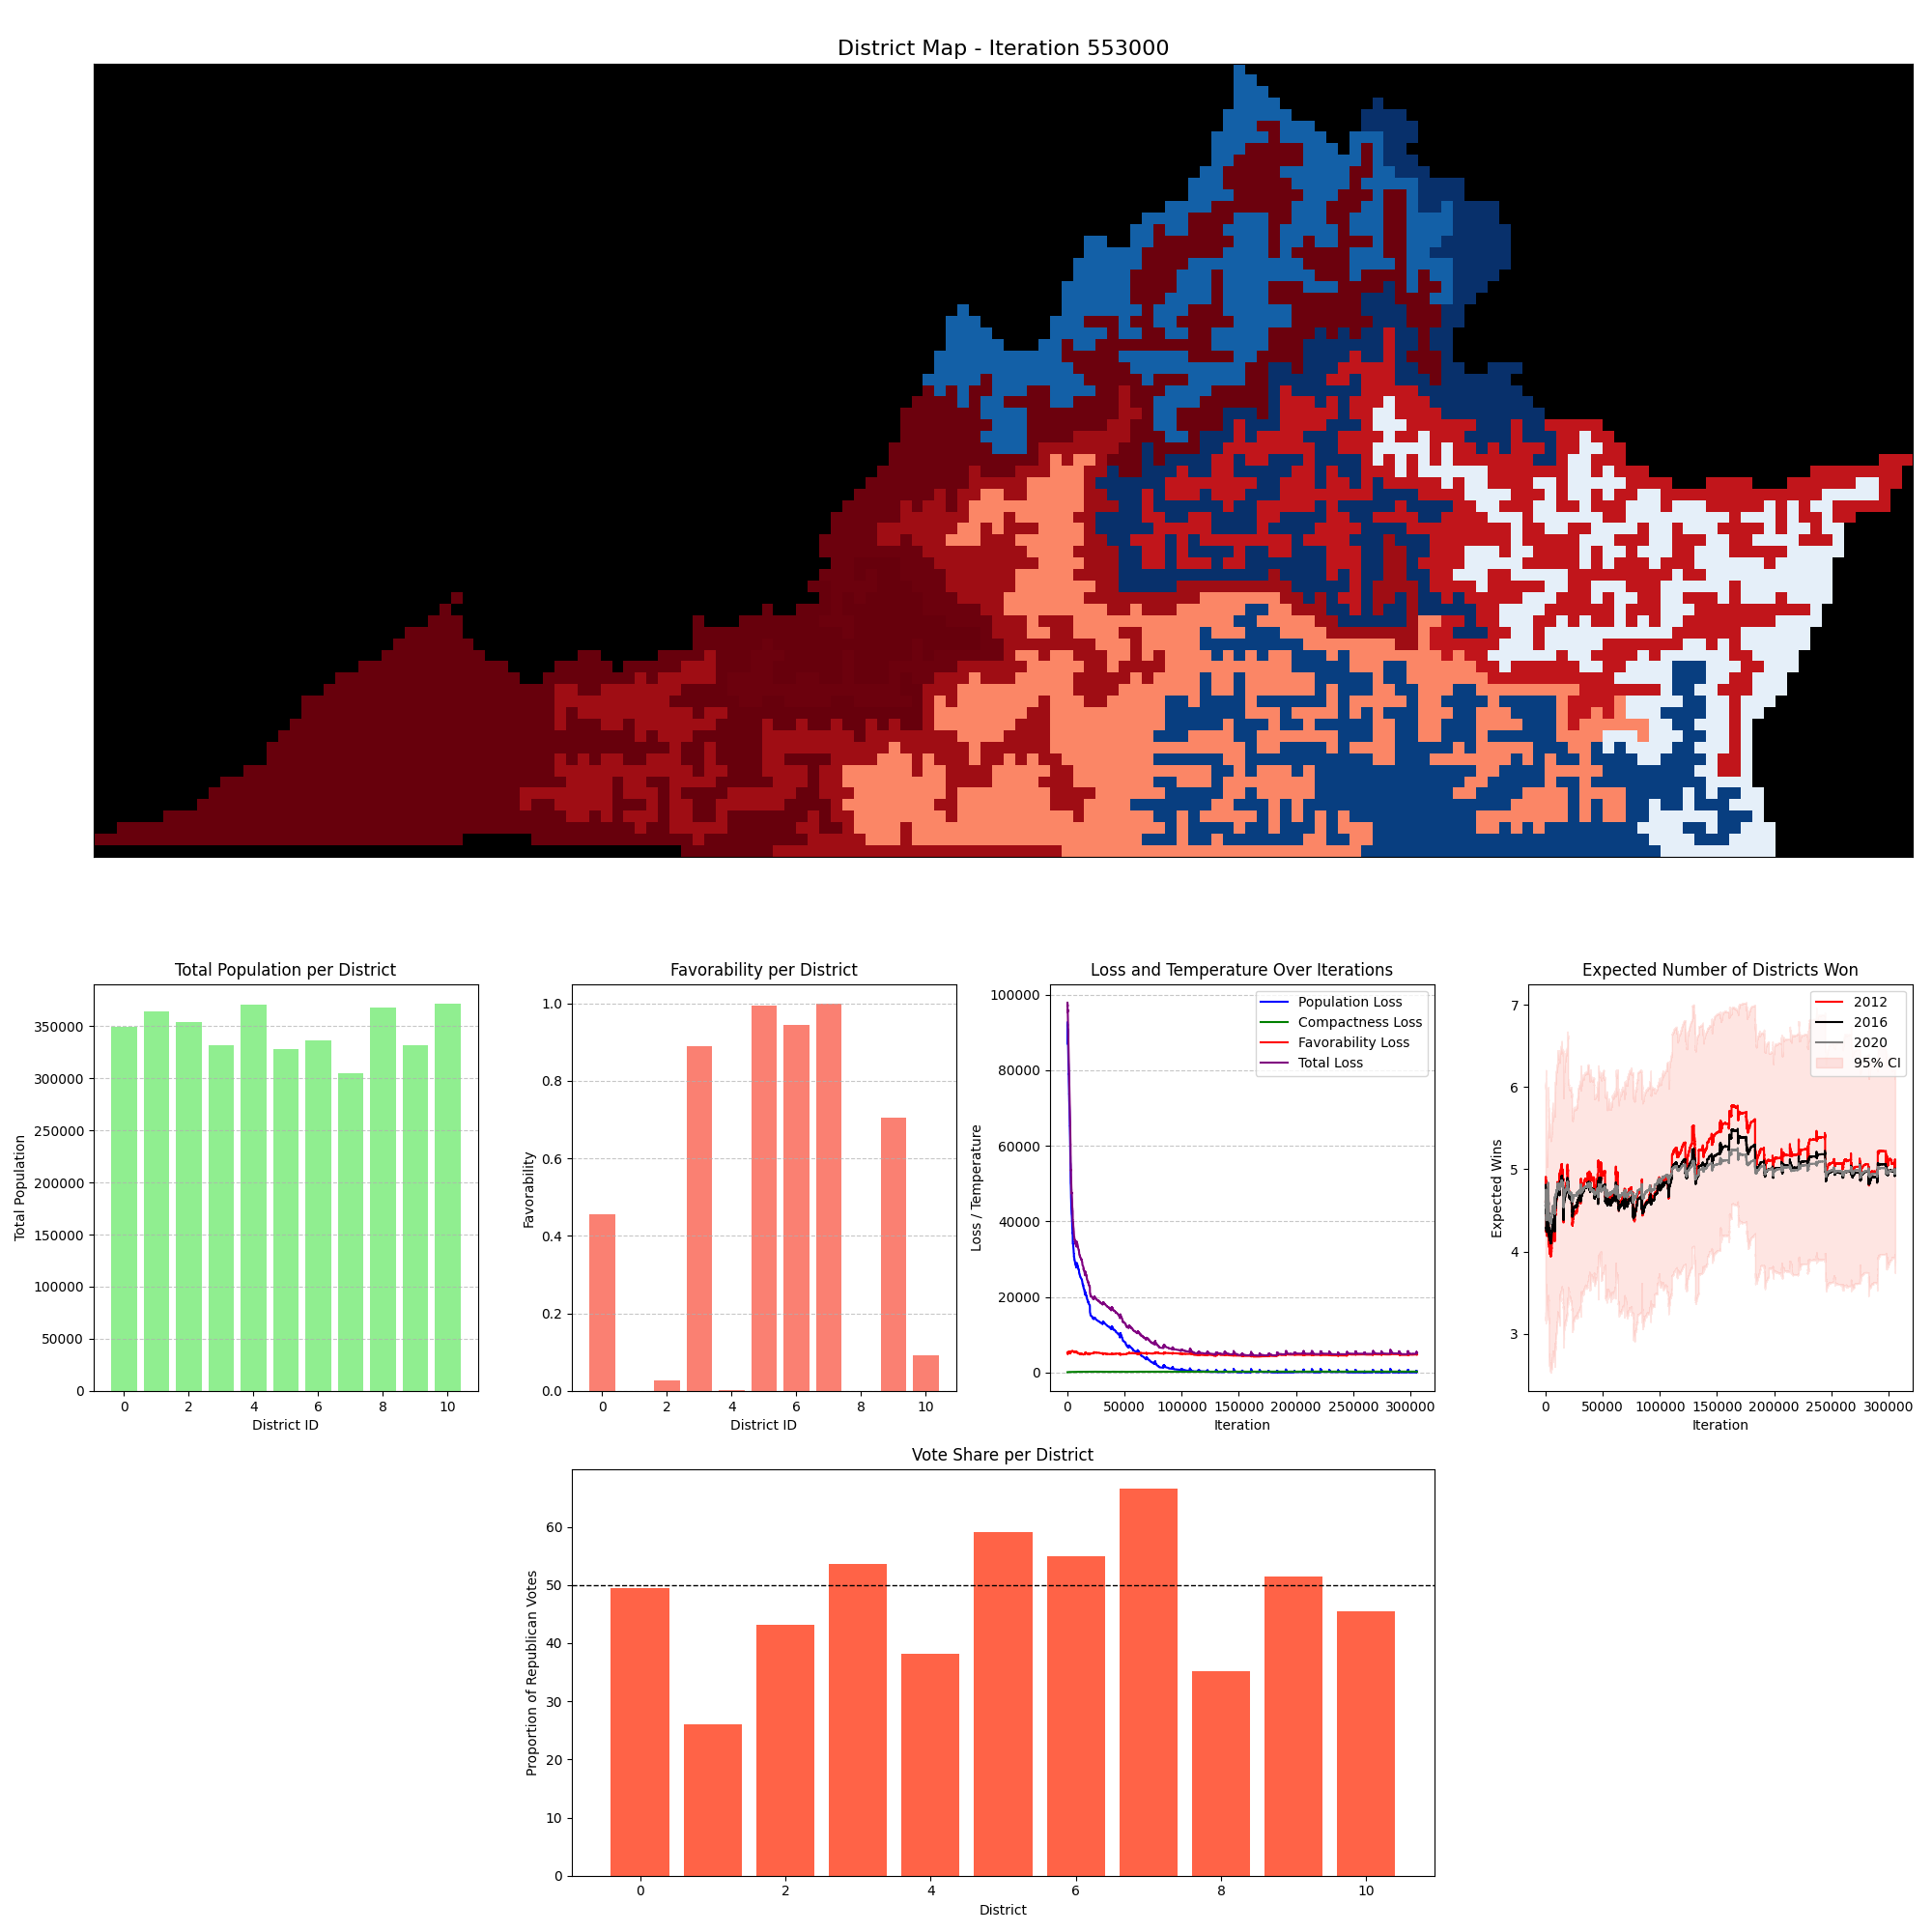 District Map - Iteration 553000
Total Population per District
Total Population
350000
300000
250000
200000
150000
100000
50000
0
0 2 4 6 8 10
District ID
Favorability per District
Favorability
1.0
0.8
0.6
0.4
0.2
0.0
0 2 4 6 8 10
District ID
Loss and Temperature Over Iterations
Loss / Temperature
100000
80000
60000
40000
20000
0
Population Loss
Compactness Loss
Favorability Loss
Total Loss
0 50000 100000 150000 200000 250000 300000
Iteration
Expected Number of Districts Won
Expected Wins
7
6
5
4
3
2012
2016
2020
95% CI
0 50000 100000 150000 200000 250000 300000
Iteration
Vote Share per District
Proportion of Republican Votes
60
50
40
30
20
10
0
0 2 4 6 8 10
District